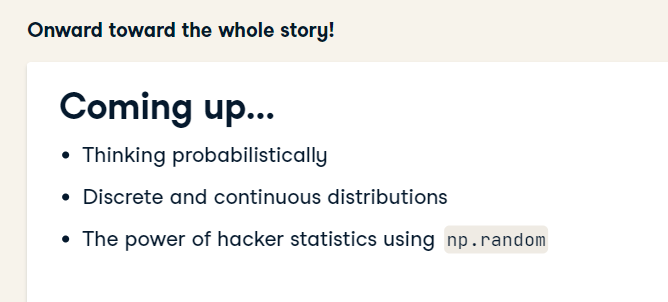 Onward toward the whole story!
Coming up...
• Thinking probabilistically
• Discrete and continuous distributions
• The power of hacker statistics using np.random